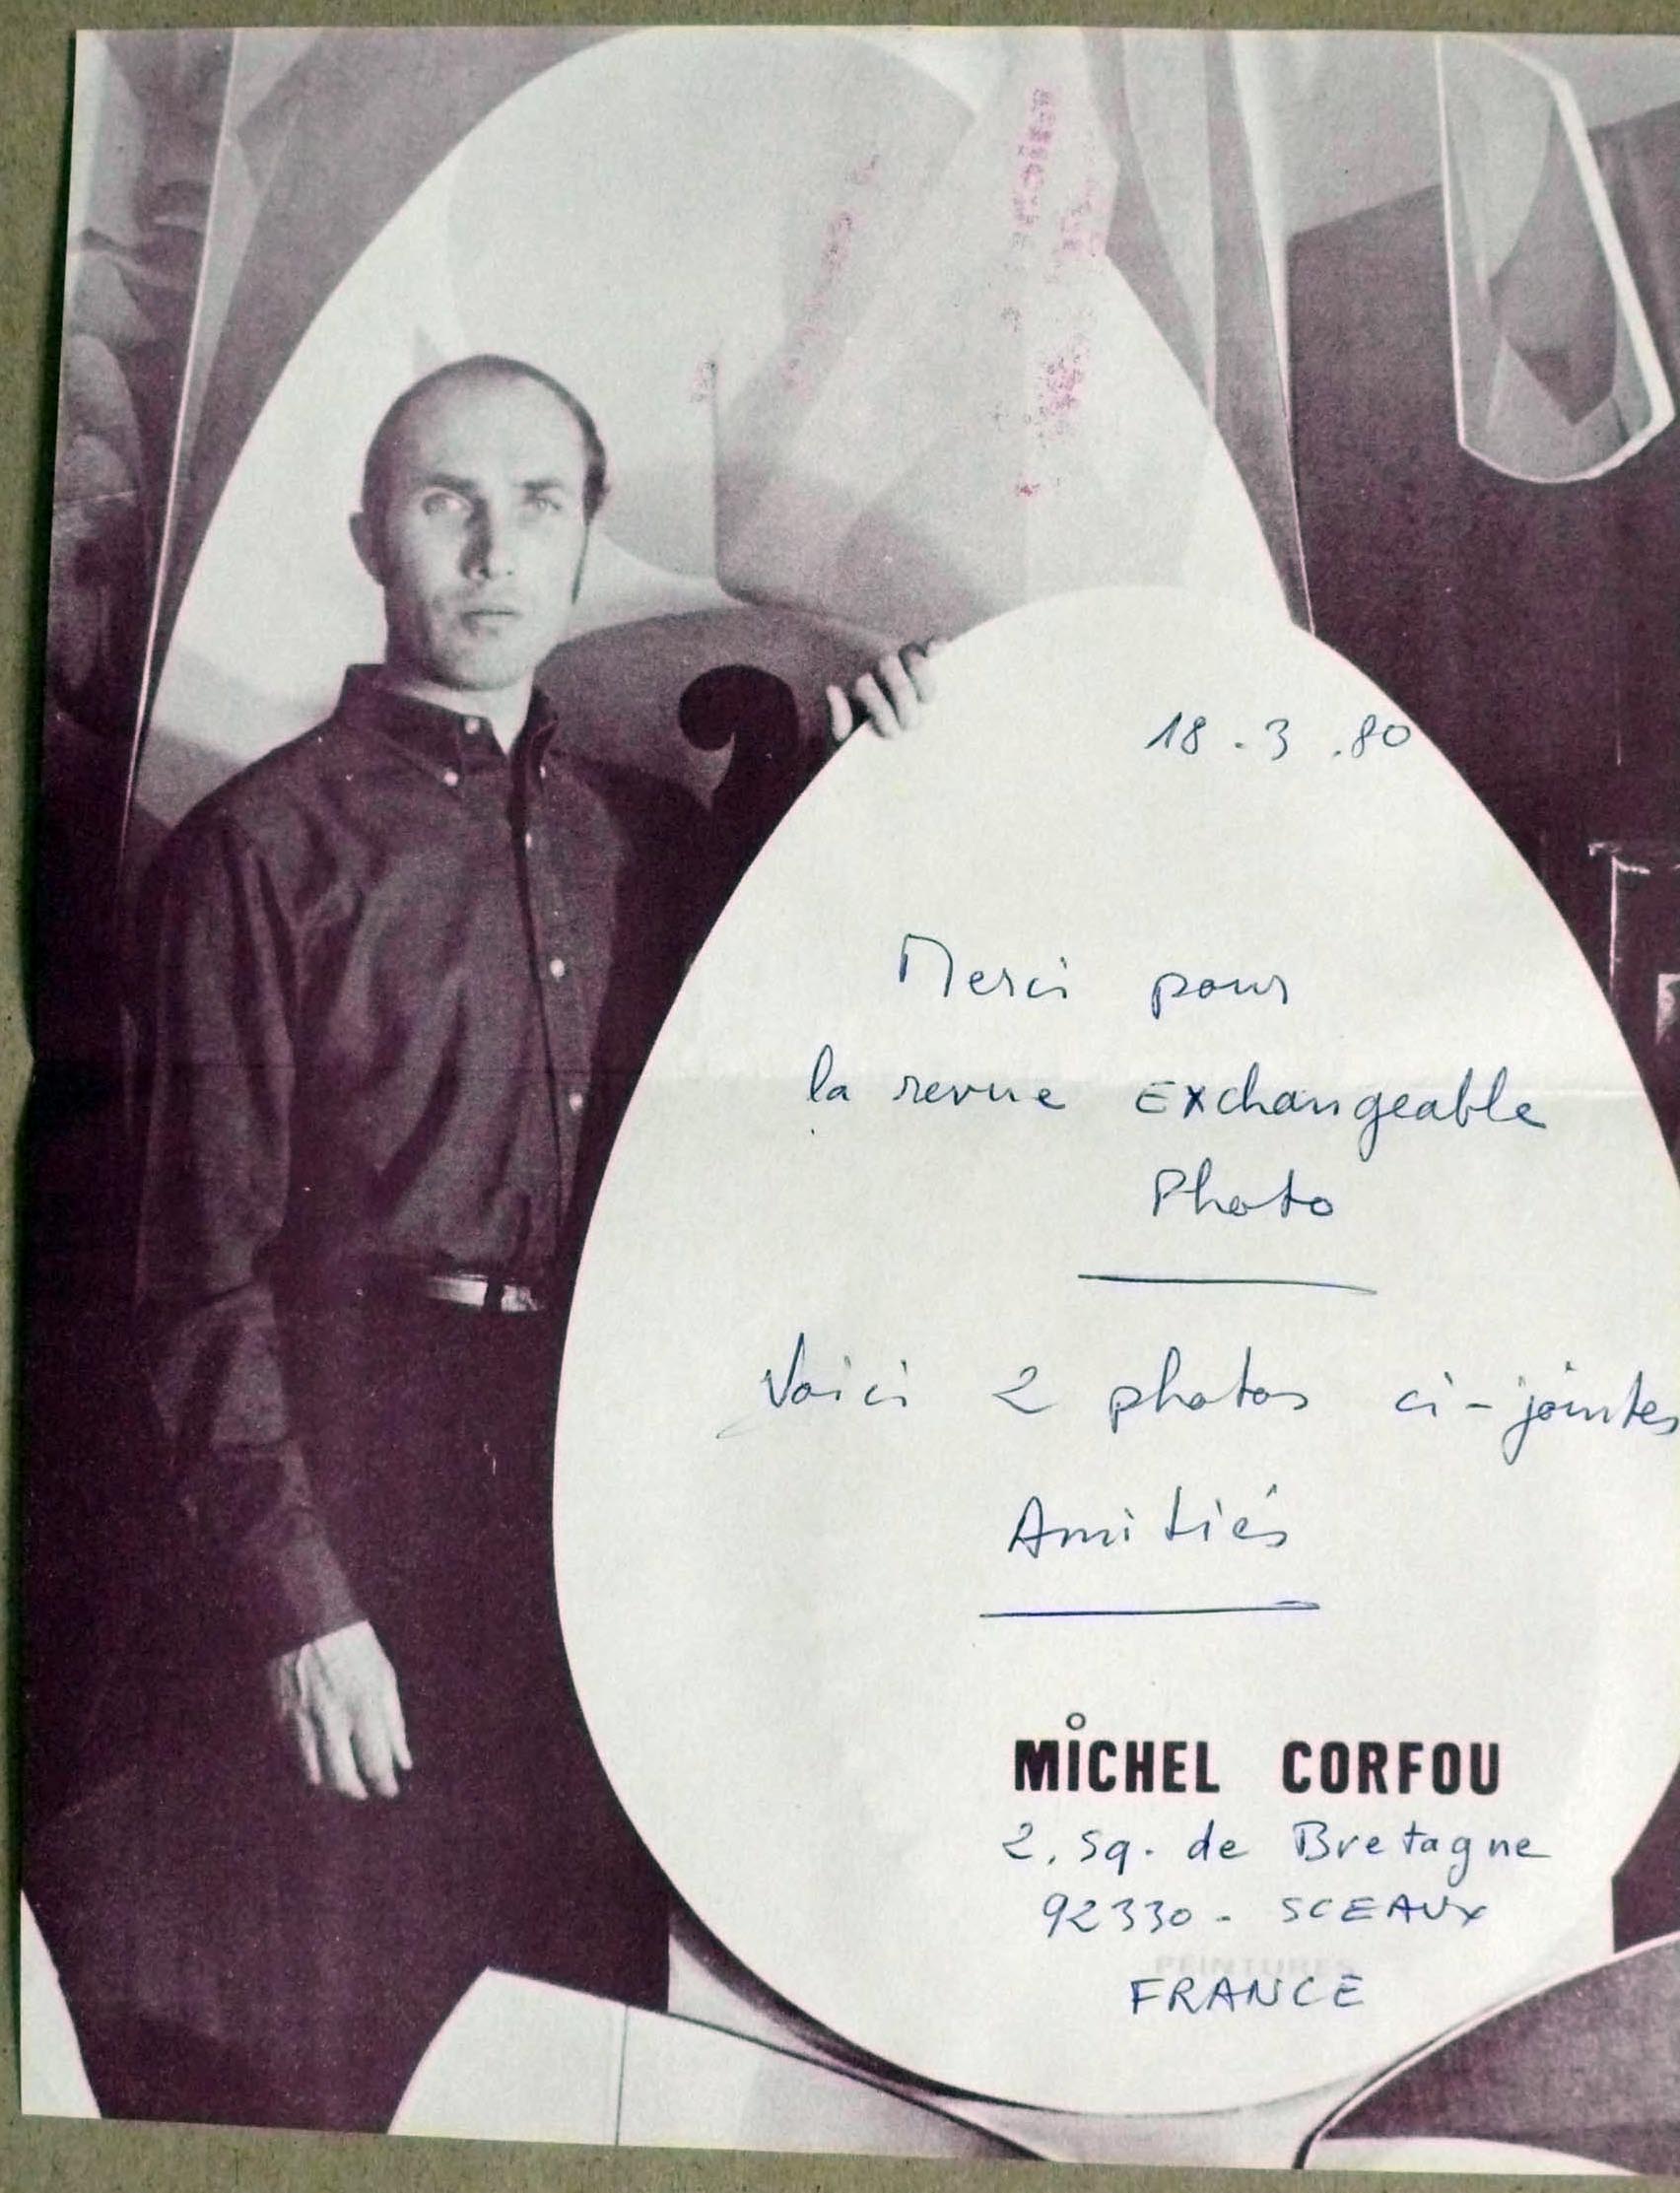 18.3.80
Merci pour
la revue Exchangeable
Photo
Voici 2 photos ci-jointes
Amitiés
MICHEL CORFOU
2, Sq. de Bretagne
92330 - SCEAUX
PEINTURES
FRANCE